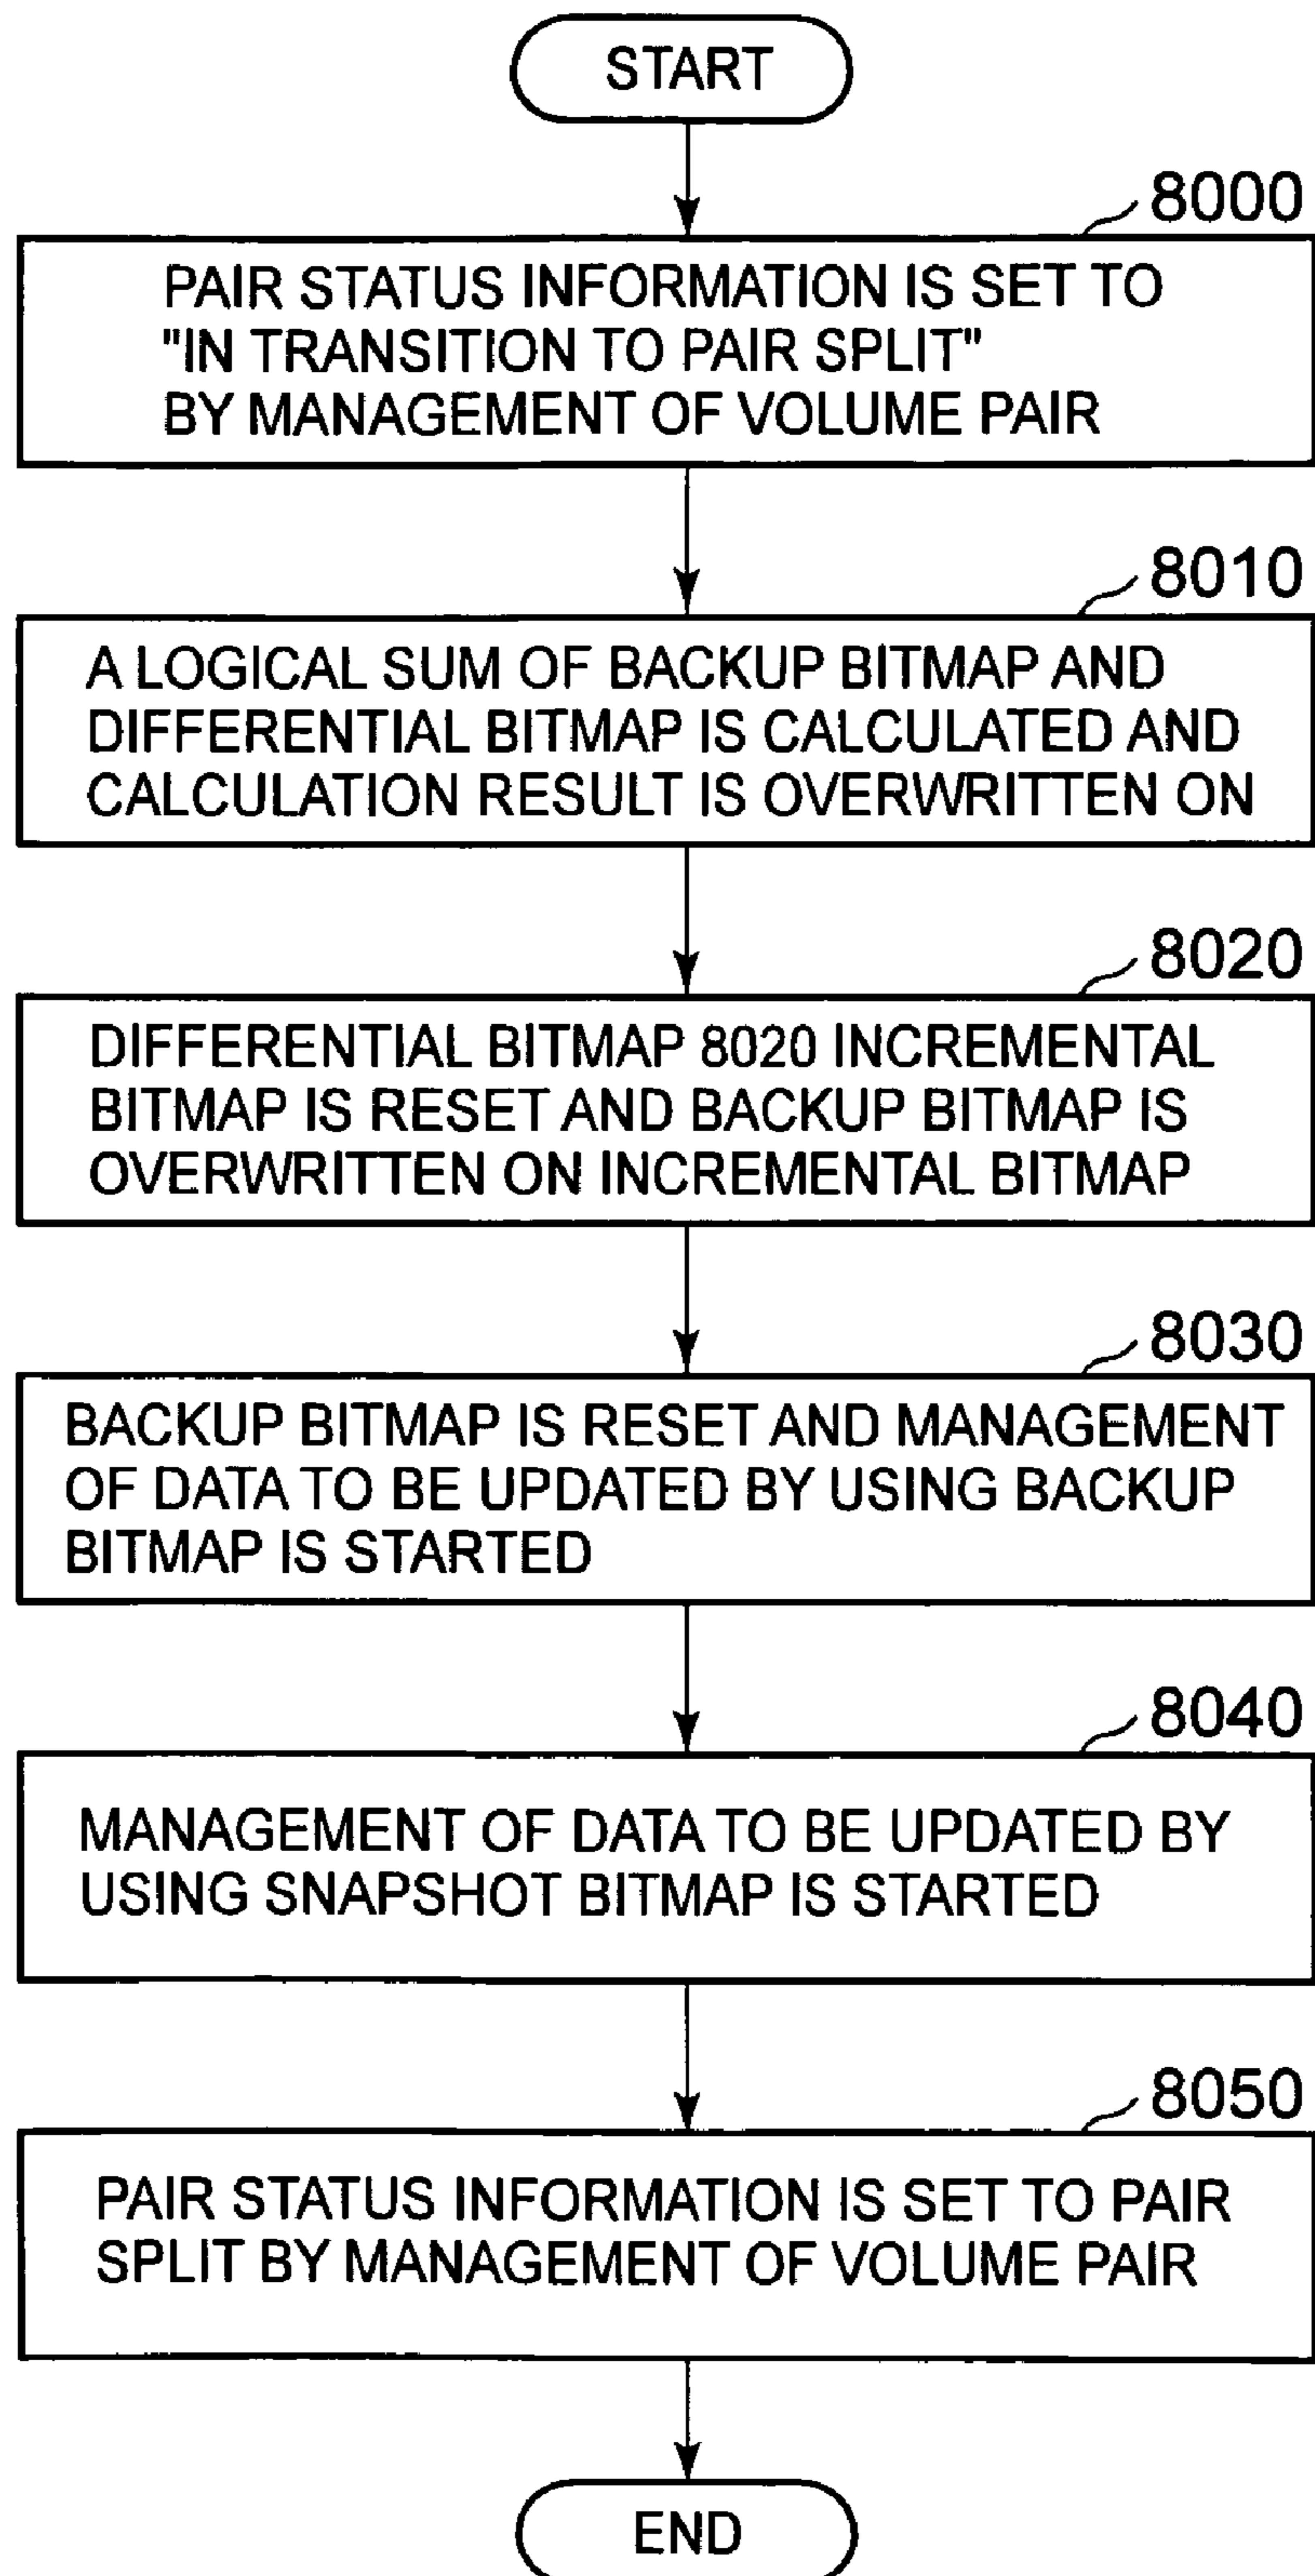 START
8000
PAIR STATUS INFORMATION IS SET TO
"IN TRANSITION TO PAIR SPLIT"
BY MANAGEMENT OF VOLUME PAIR
8010
A LOGICAL SUM OF BACKUP BITMAP AND
DIFFERENTIAL BITMAP IS CALCULATED AND
CALCULATION RESULT IS OVERWRITTEN ON
8020
DIFFERENTIAL BITMAP 8020 INCREMENTAL
BITMAP IS RESET AND BACKUP BITMAP IS
OVERWRITTEN ON INCREMENTAL BITMAP
8030
BACKUP BITMAP IS RESET AND MANAGEMENT
OF DATA TO BE UPDATED BY USING BACKUP
BITMAP IS STARTED
8040
MANAGEMENT OF DATA TO BE UPDATED BY
USING SNAPSHOT BITMAP IS STARTED
8050
PAIR STATUS INFORMATION IS SET TO PAIR
SPLIT BY MANAGEMENT OF VOLUME PAIR
END